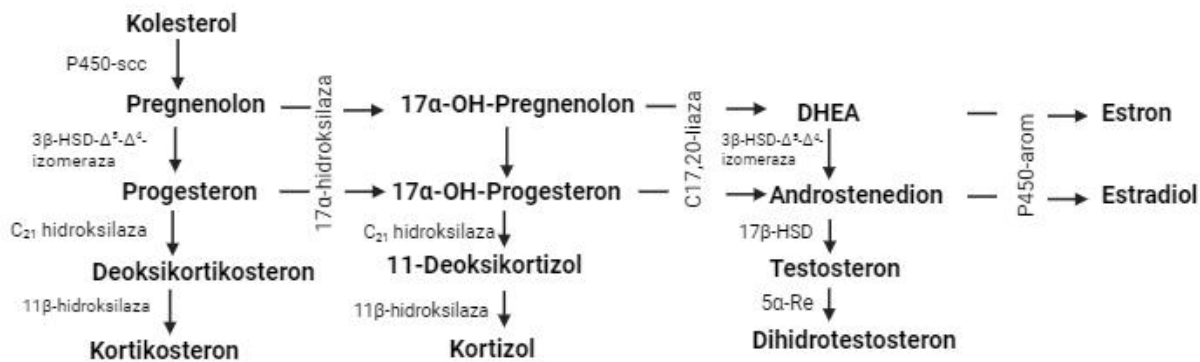 Kolesterol
P450-scc
Pregnenolon
17α-hidroksilaza
17α-OH-Pregnenolon
C17,20-liaza
DHEA
P450-arom
Estron
3β-HSD-Δ⁵-Δ⁴-
izomeraza
3β-HSD-Δ⁵-Δ⁴-
izomeraza
Progesteron
17α-OH-Progesteron
Androstenedion
Estradiol
C₂₁ hidroksilaza
C₂₁ hidroksilaza
17β-HSD
Deoksikortikosteron
11-Deoksikortizol
Testosteron
11β-hidroksilaza
11β-hidroksilaza
5α-Re
Kortikosteron
Kortizol
Dihidrotestosteron